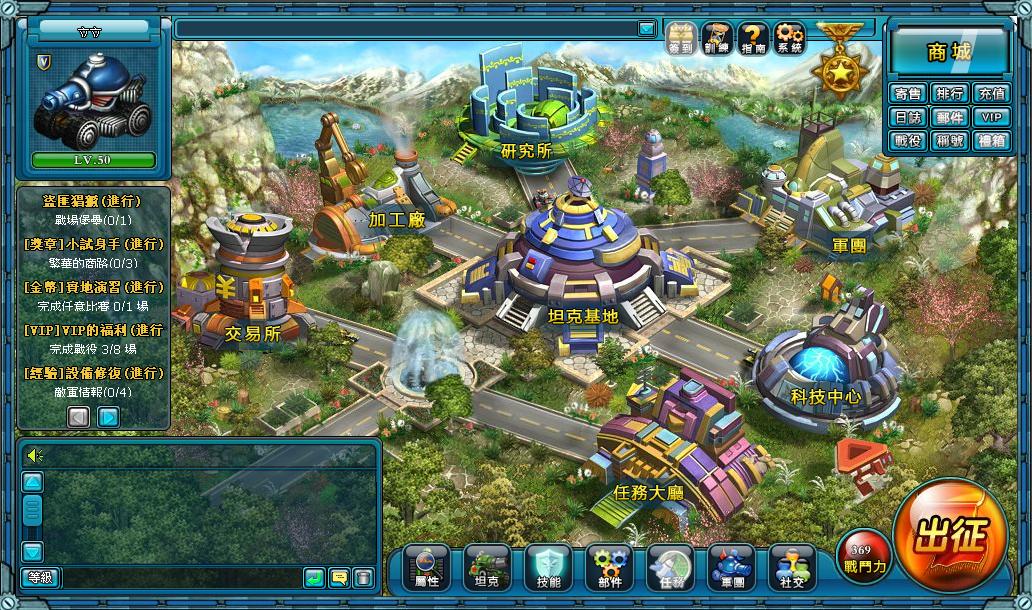 簽到
訓練
指南
系統
商城
寄售 排行 充值
日誌 郵件 VIP
戰役 稱號 禮箱
V
LV.50
盜匪猖獗(進行)
戰場堡壘(0/1)
[獎章]小試身手(進行)
繁華的商路(0/3)
[金幣]實地演習(進行)
完成任意比賽 0/1 場
[VIP]VIP的福利(進行
完成戰役 3/8 場
[經驗]設備修復(進行)
敵軍情報(0/4)
研究所
加工廠
軍團
坦克基地
交易所
科技中心
任務大廳
等級
屬性
坦克
技能
部件
任務
軍團
社交
369
戰鬥力
出征